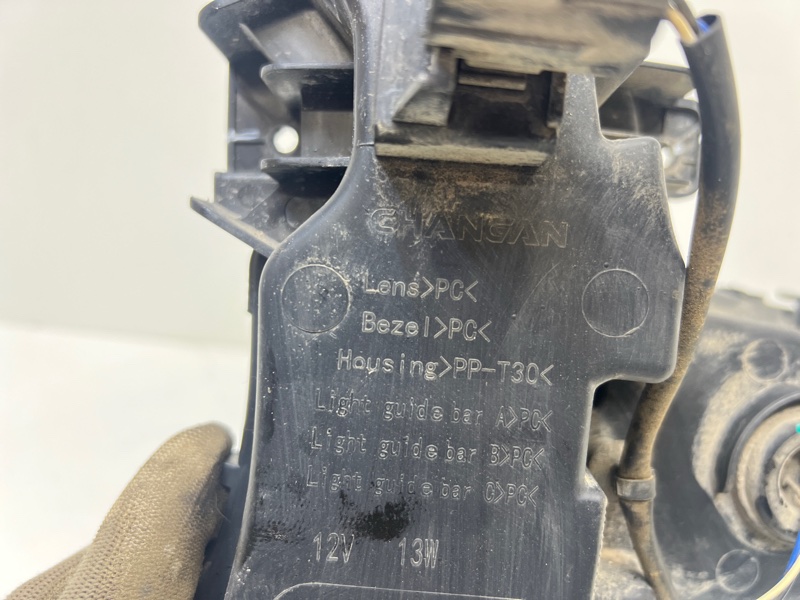 CHANGAN
Lens>PC<
Bezel>PC<
Housing>PP-T30<
Light guide bar A>PC<
Light guide bar B>PC<
Light guide bar C>PC<
12V 13W